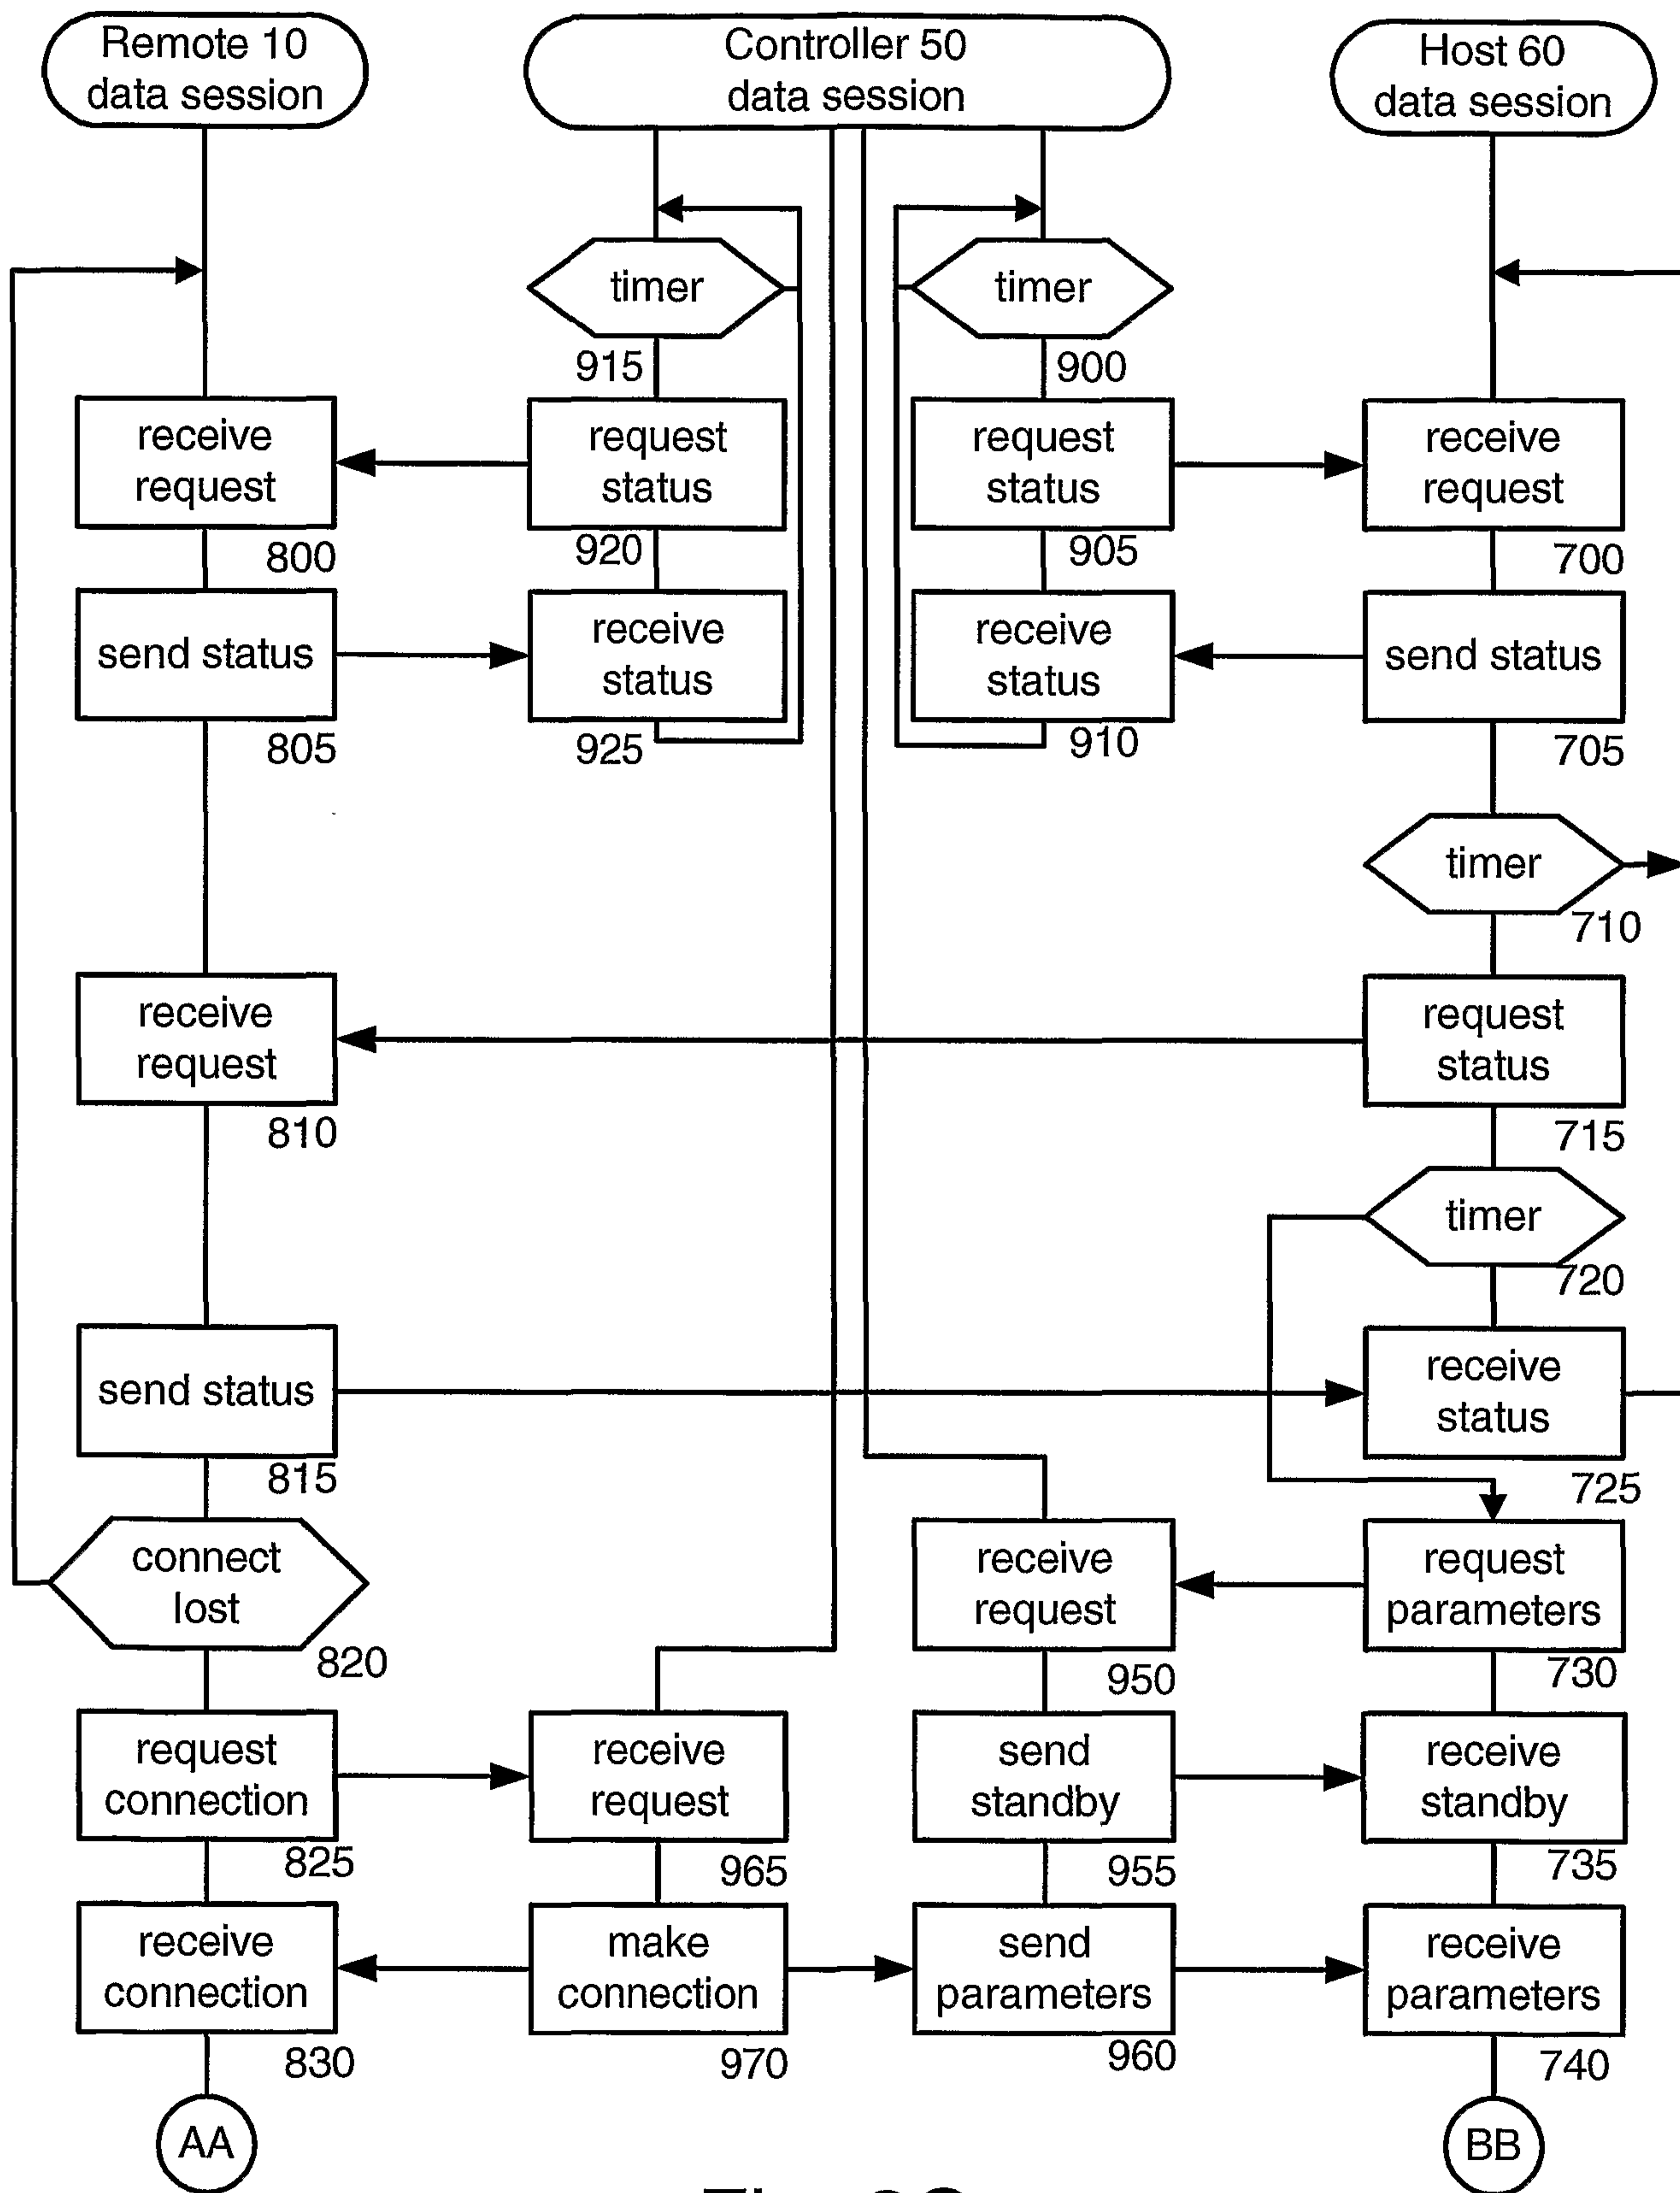 Remote 10
data session
Controller 50
data session
Host 60
data session
timer
timer
915
900
receive
request
request
status
request
status
receive
request
800
920
905
700
send status
receive
status
receive
status
send status
805
925
910
705
timer
710
receive
request
request
status
810
715
timer
720
send status
receive
status
815
725
connect
lost
receive
request
request
parameters
820
950
730
request
connection
receive
request
send
standby
receive
standby
825
965
955
735
receive
connection
make
connection
send
parameters
receive
parameters
830
970
960
740
AA
BB